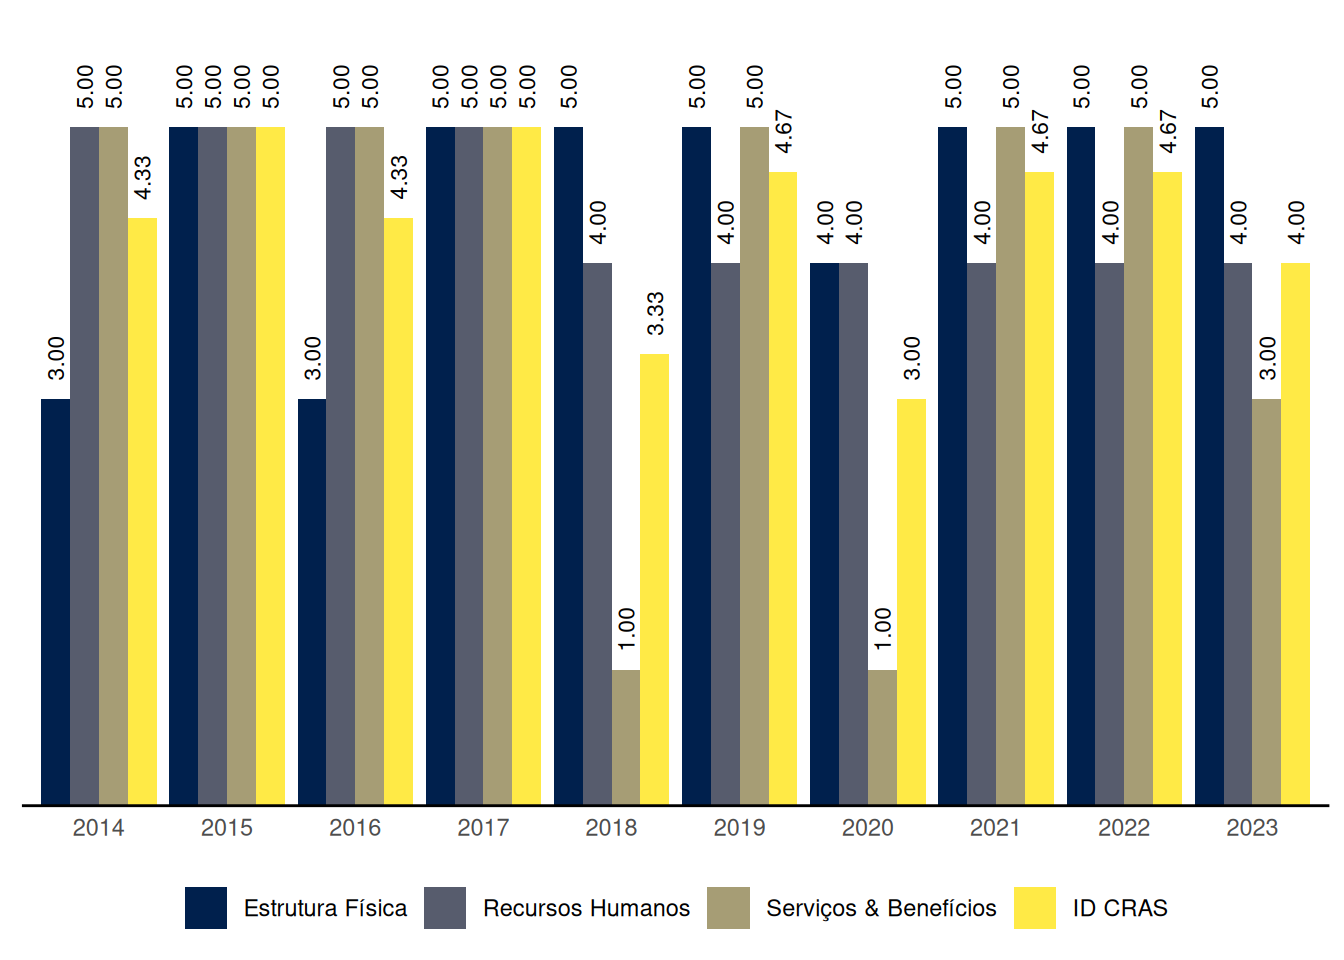 5.00 5.00 5.00 5.00 5.00 5.00 5.00 5.00 5.00 5.00 5.00 5.00 5.00 5.00 5.00 5.00 5.00 5.00 5.00 5.00
4.67 4.67 4.67
4.33 4.33
4.00 4.00 4.00 4.00 4.00 4.00 4.00 4.00
3.33
3.00 3.00 3.00 3.00
1.00 1.00
2014 2015 2016 2017 2018 2019 2020 2021 2022 2023
Estrutura Física Recursos Humanos Serviços & Benefícios ID CRAS